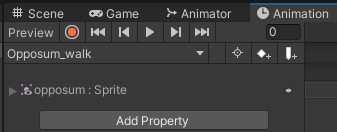 Scene Game Animator Animation
Preview 0
Opposum_walk
opposum : Sprite
Add Property